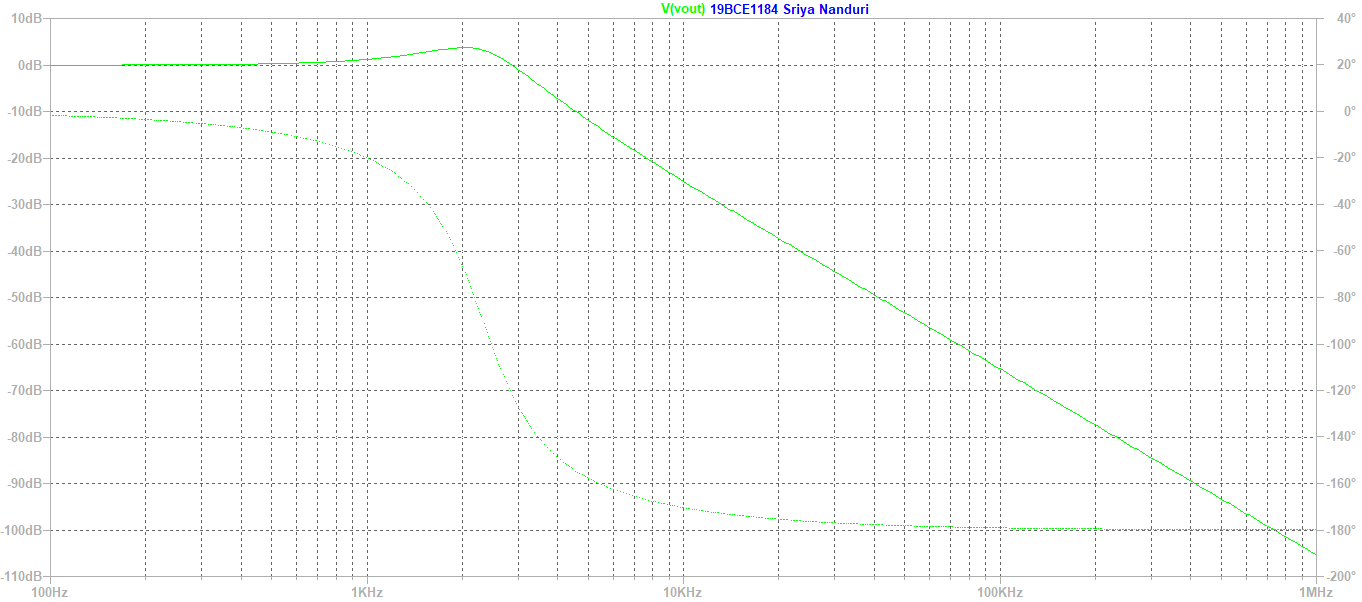 V(vout) 19BCE1184 Sriya Nanduri
10dB 40°
0dB 20°
-10dB 0°
-20dB -20°
-30dB -40°
-40dB -60°
-50dB -80°
-60dB -100°
-70dB -120°
-80dB -140°
-90dB -160°
-100dB -180°
-110dB -200°
100Hz 1KHz 10KHz 100KHz 1MHz